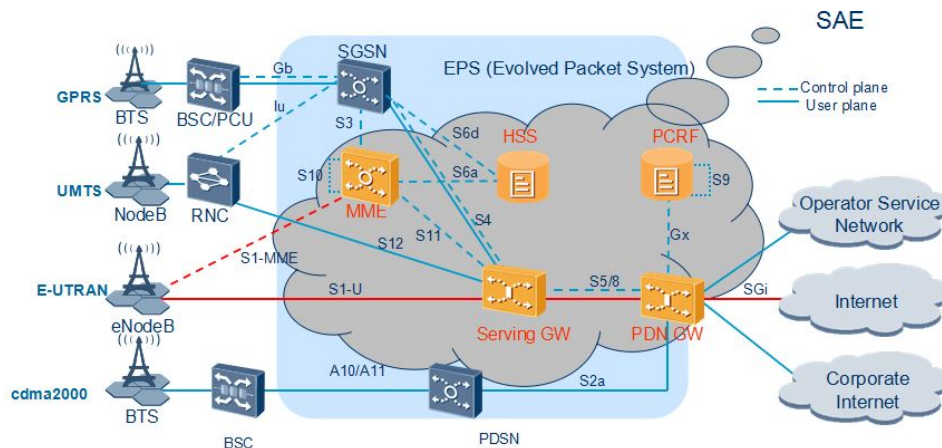 SAE
SGSN
EPS (Evolved Packet System)
Gb
Control plane
User plane
GPRS
BTS
BSC/PCU
Iu
S3
S6d
HSS
PCRF
S10
S6a
S9
UMTS
NodeB
RNC
MME
S4
Operator Service
Network
S12
S11
Gx
S1-MME
E-UTRAN
S1-U
S5/8
SGi
Internet
eNodeB
Serving GW
PDN GW
A10/A11
S2a
Corporate
Internet
cdma2000
BTS
BSC
PDSN